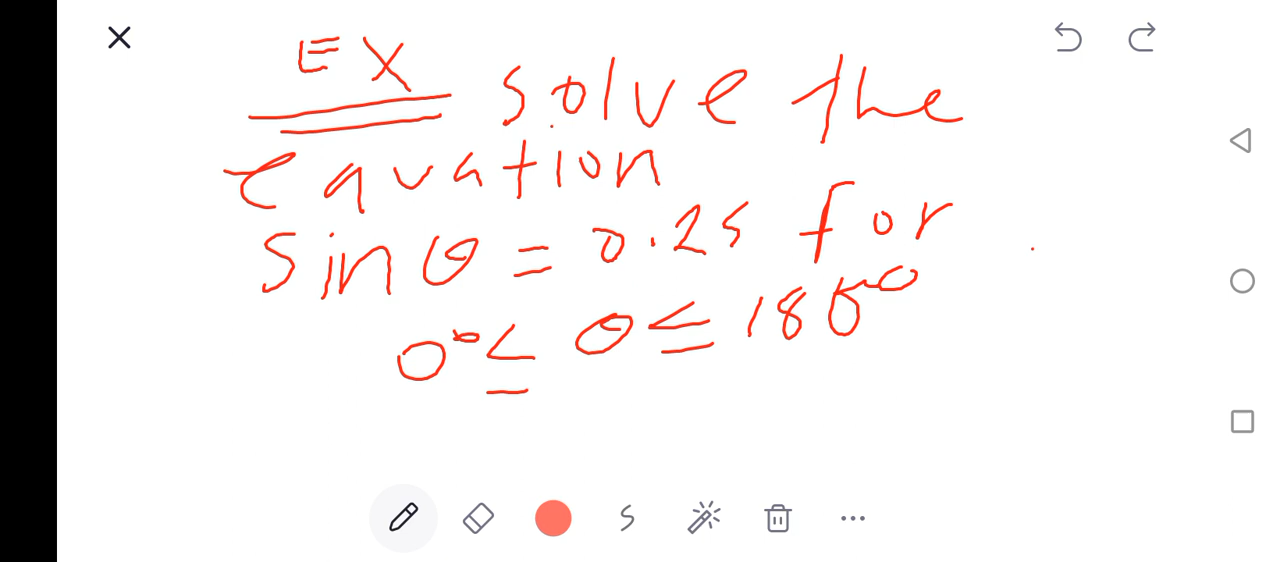 EX solve the
equation
sin θ = 0.25 for
0° ≤ θ ≤ 180°